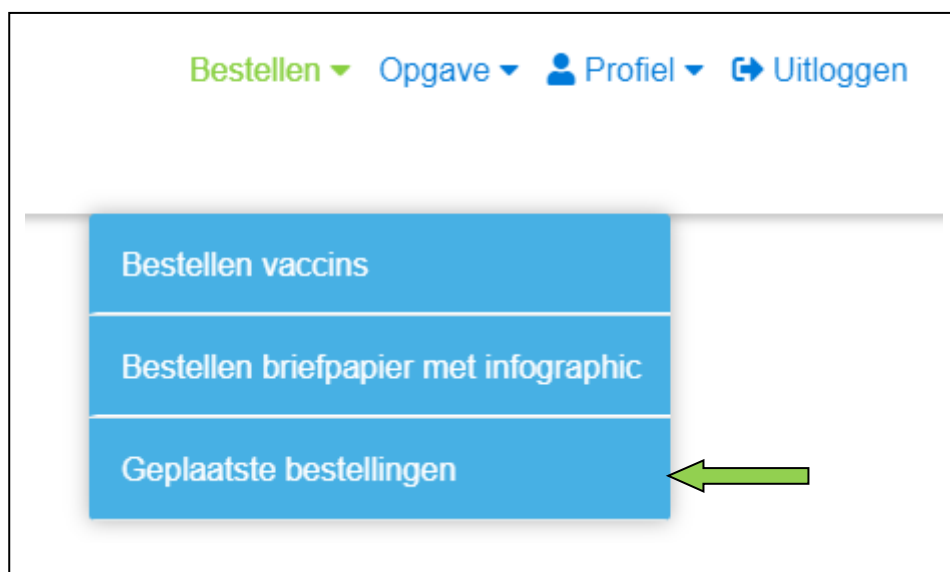 Bestellen Opgave Profiel Uitloggen
Bestellen vaccins
Bestellen briefpapier met infographic
Geplaatste bestellingen